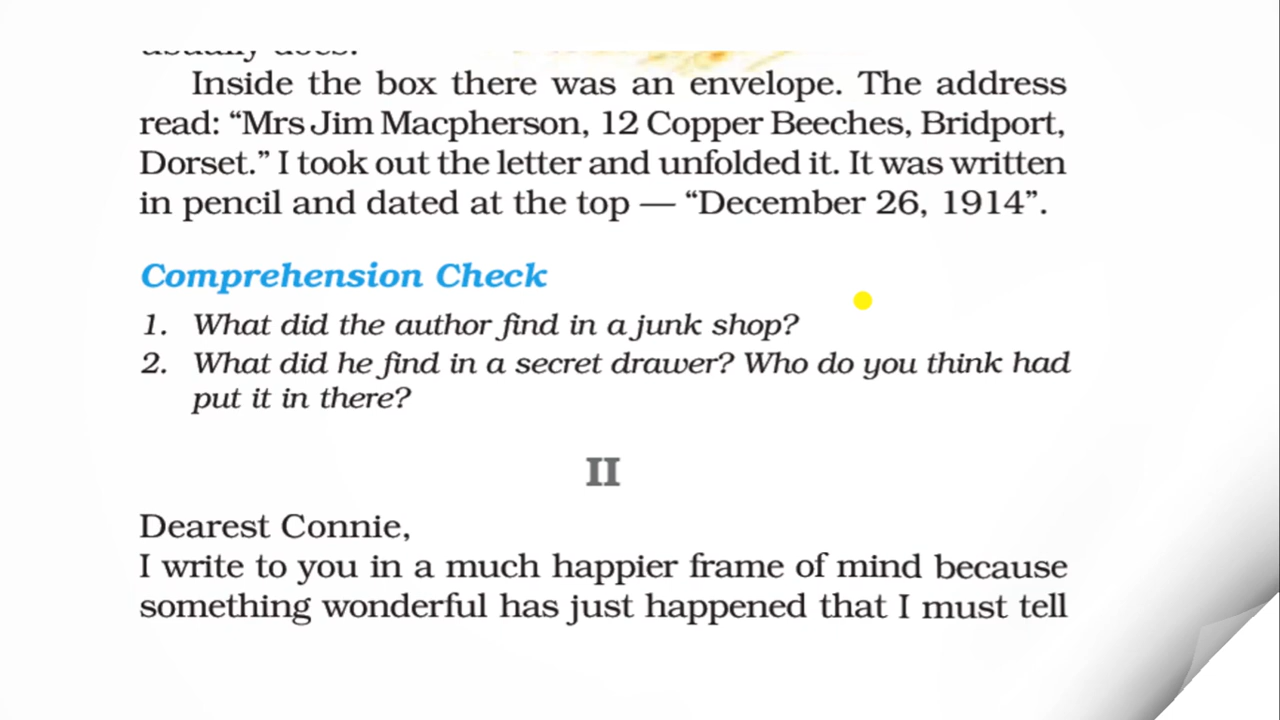 usually does.
Inside the box there was an envelope. The address
read: “Mrs Jim Macpherson, 12 Copper Beeches, Bridport,
Dorset.” I took out the letter and unfolded it. It was written
in pencil and dated at the top — “December 26, 1914”.
Comprehension Check
1. What did the author find in a junk shop?
2. What did he find in a secret drawer? Who do you think had
put it in there?
II
Dearest Connie,
I write to you in a much happier frame of mind because
something wonderful has just happened that I must tell